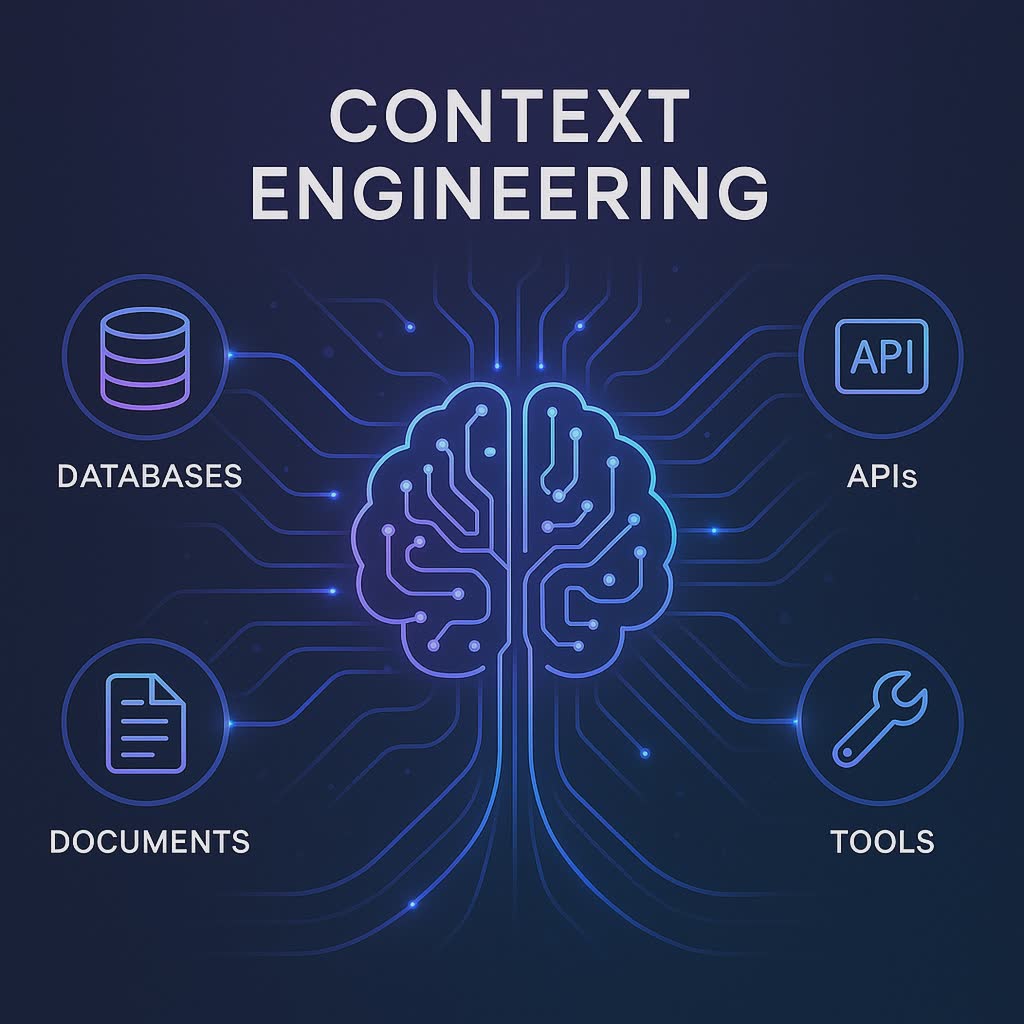 CONTEXT
ENGINEERING
API
DATABASES
APIs
DOCUMENTS
TOOLS